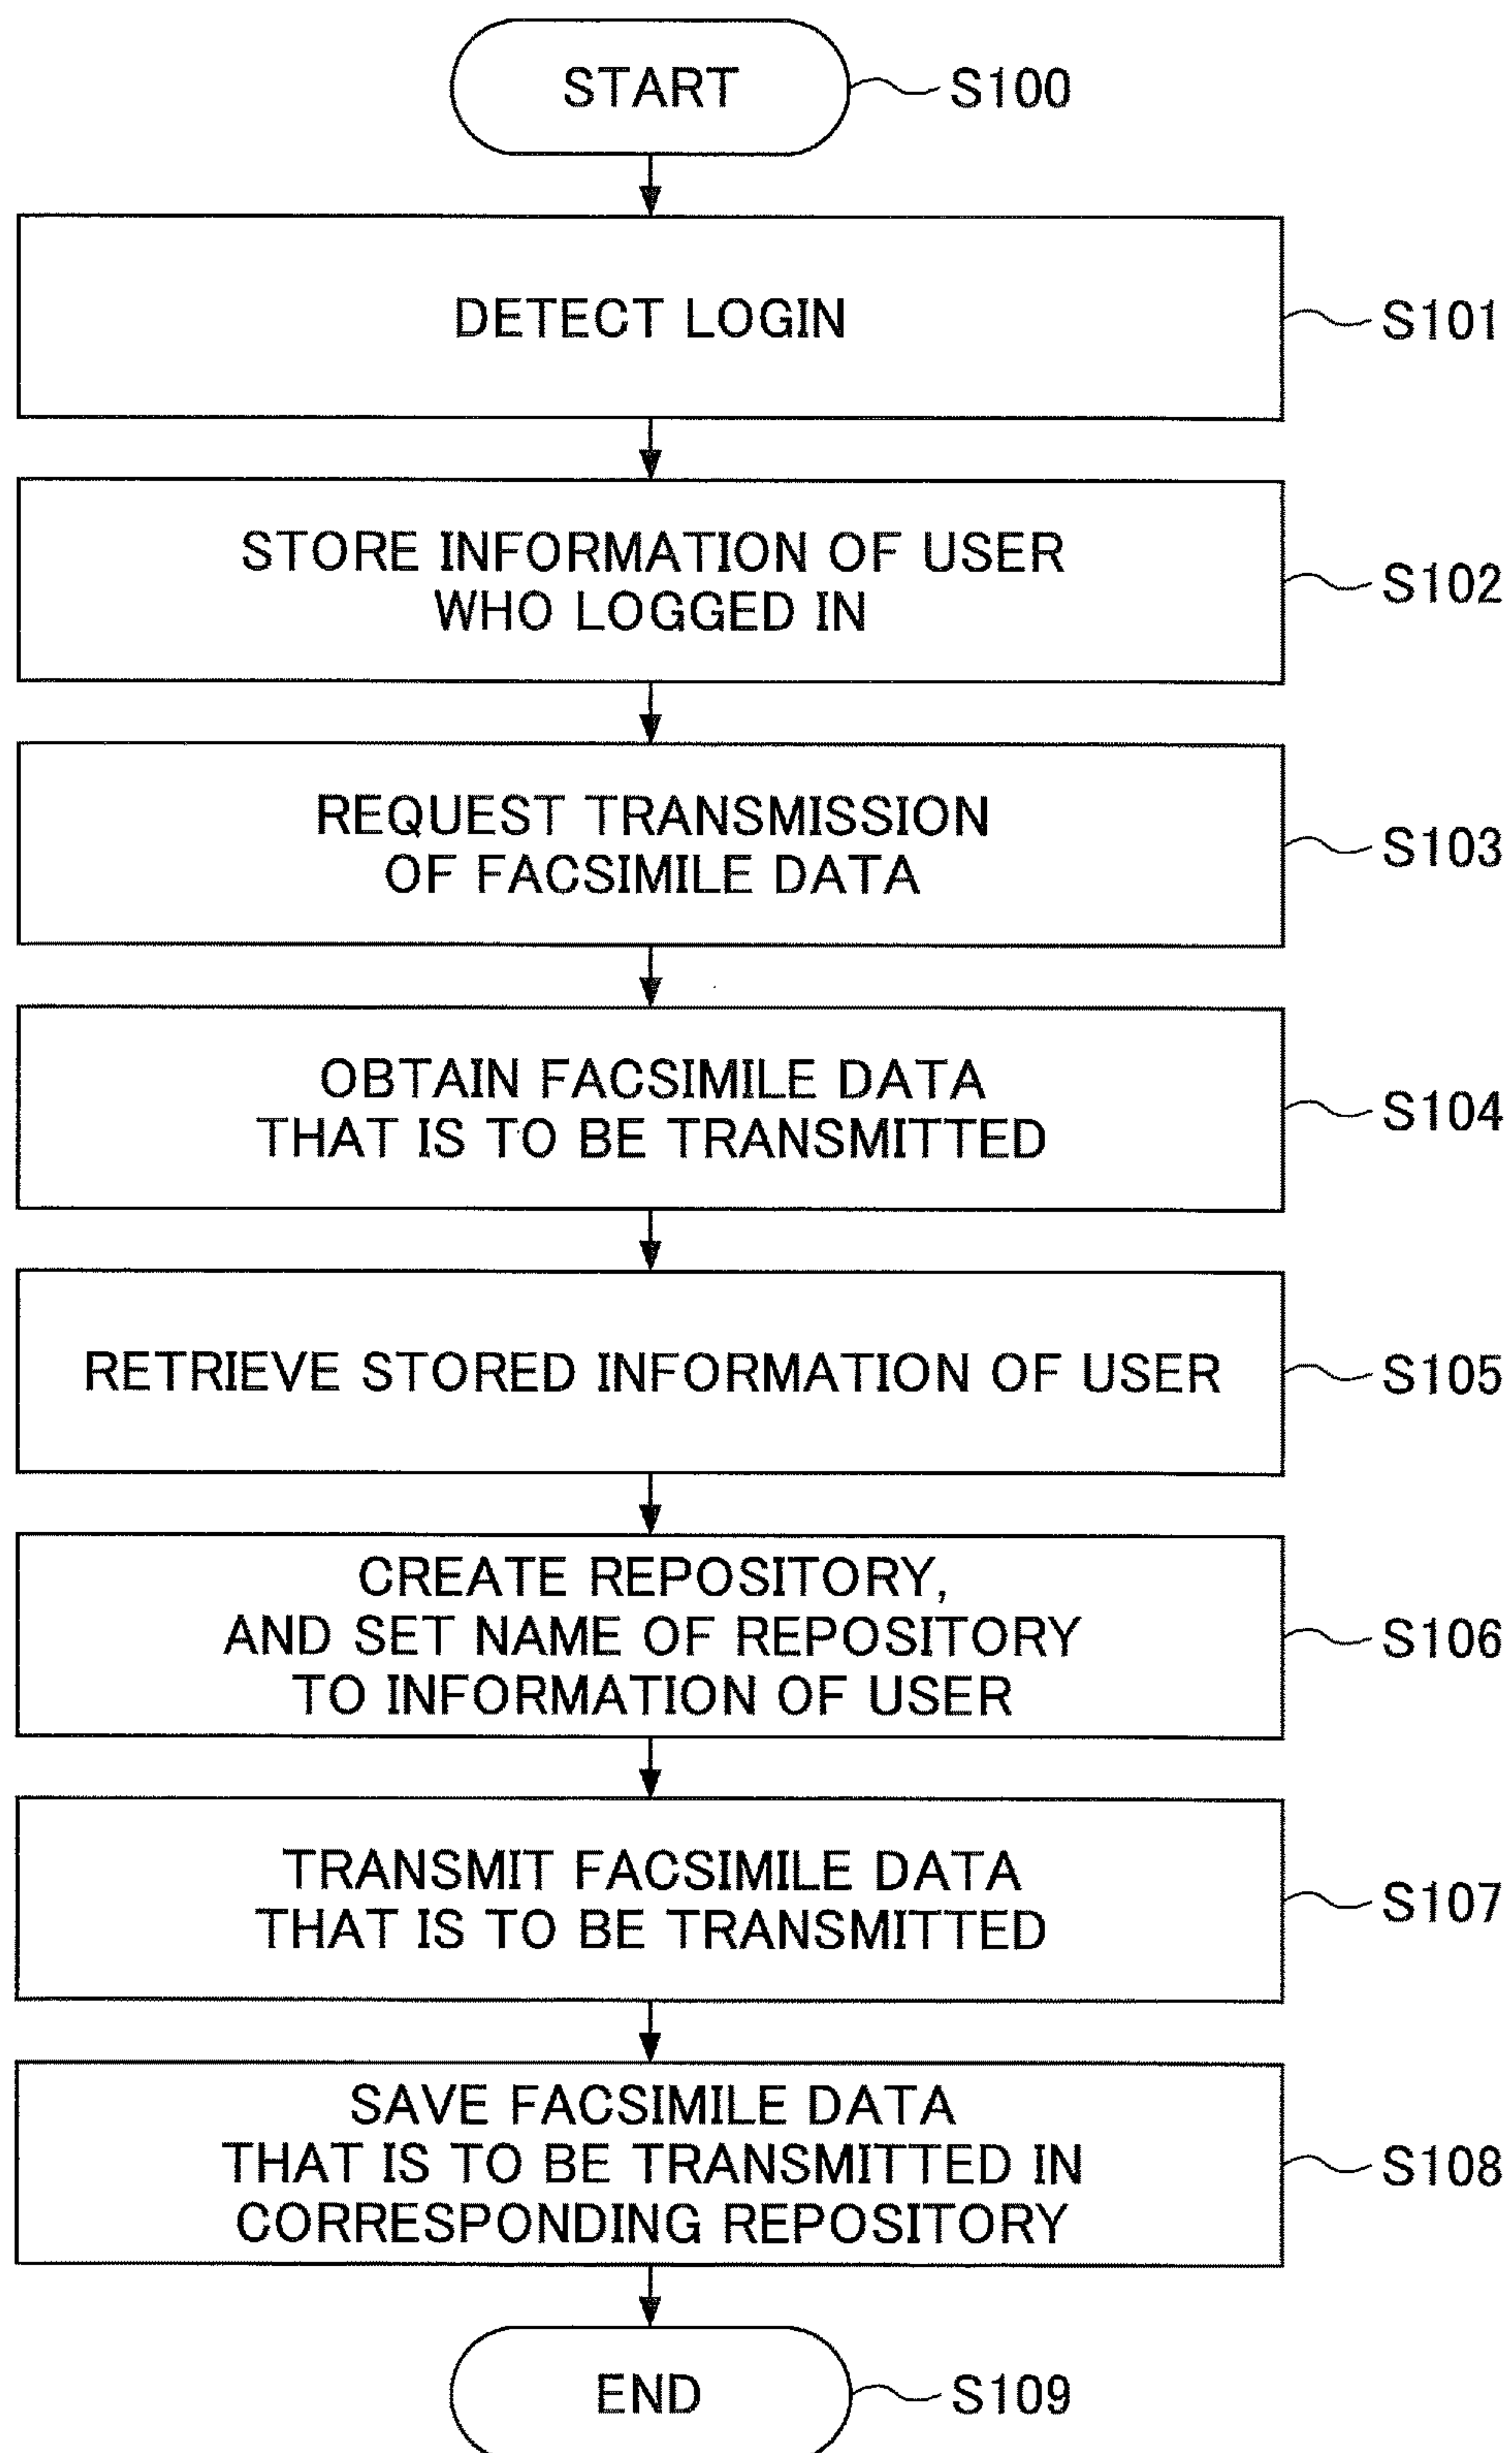 START
S100
DETECT LOGIN
S101
STORE INFORMATION OF USER
WHO LOGGED IN
S102
REQUEST TRANSMISSION
OF FACSIMILE DATA
S103
OBTAIN FACSIMILE DATA
THAT IS TO BE TRANSMITTED
S104
RETRIEVE STORED INFORMATION OF USER
S105
CREATE REPOSITORY,
AND SET NAME OF REPOSITORY
TO INFORMATION OF USER
S106
TRANSMIT FACSIMILE DATA
THAT IS TO BE TRANSMITTED
S107
SAVE FACSIMILE DATA
THAT IS TO BE TRANSMITTED IN
CORRESPONDING REPOSITORY
S108
END
S109